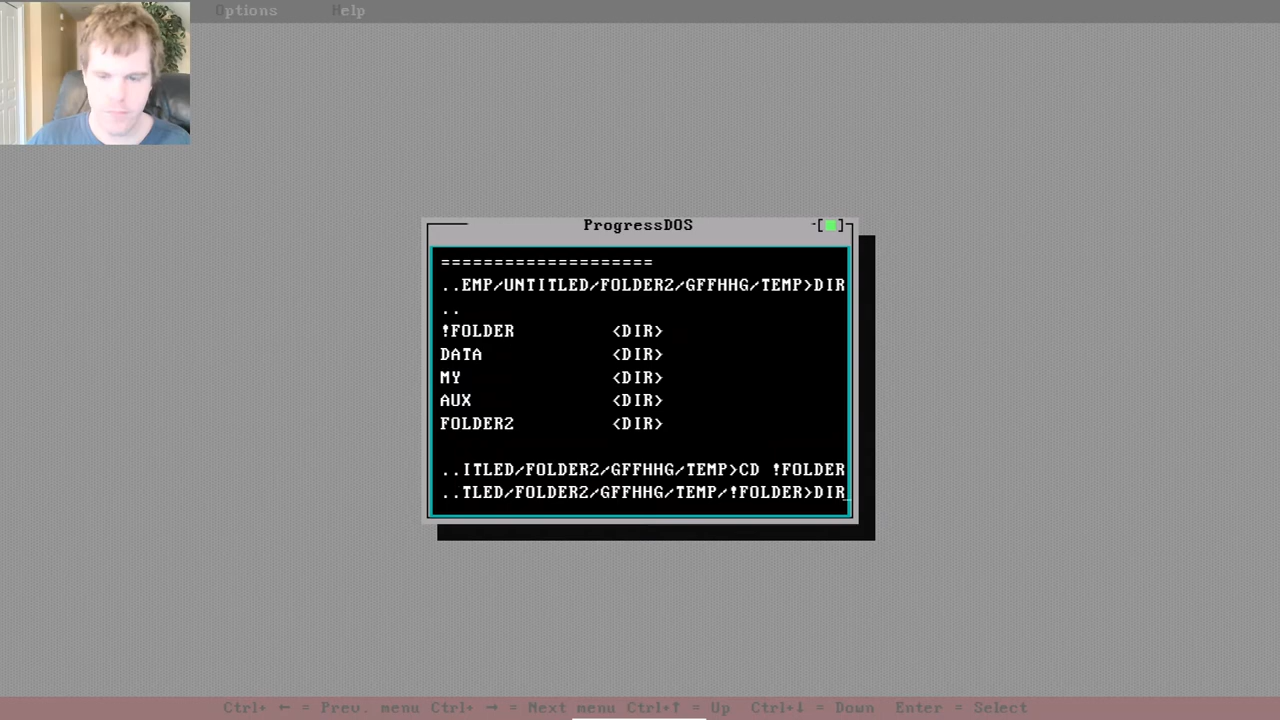 Options Help
ProgressDOS
[ ]
====================
..EMP/UNTITLED/FOLDER2/GFFHHG/TEMP>DIR
..
!FOLDER <DIR>
DATA <DIR>
MY <DIR>
AUX <DIR>
FOLDER2 <DIR>
..ITLED/FOLDER2/GFFHHG/TEMP>CD !FOLDER
..TLED/FOLDER2/GFFHHG/TEMP/!FOLDER>DIR_
Ctrl+ ← = Prev. menu Ctrl+ → = Next menu Ctrl+↑ = Up Ctrl+↓ = Down Enter = Select